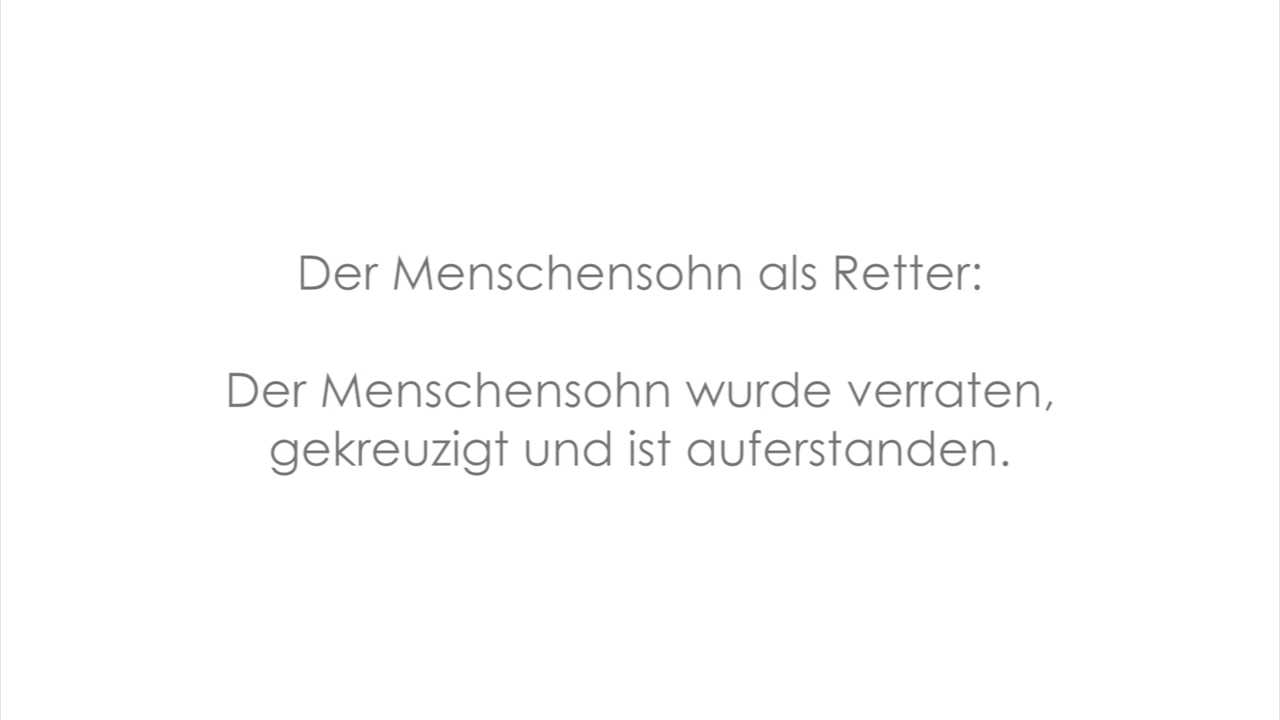 Der Menschensohn als Retter:
Der Menschensohn wurde verraten,
gekreuzigt und ist auferstanden.